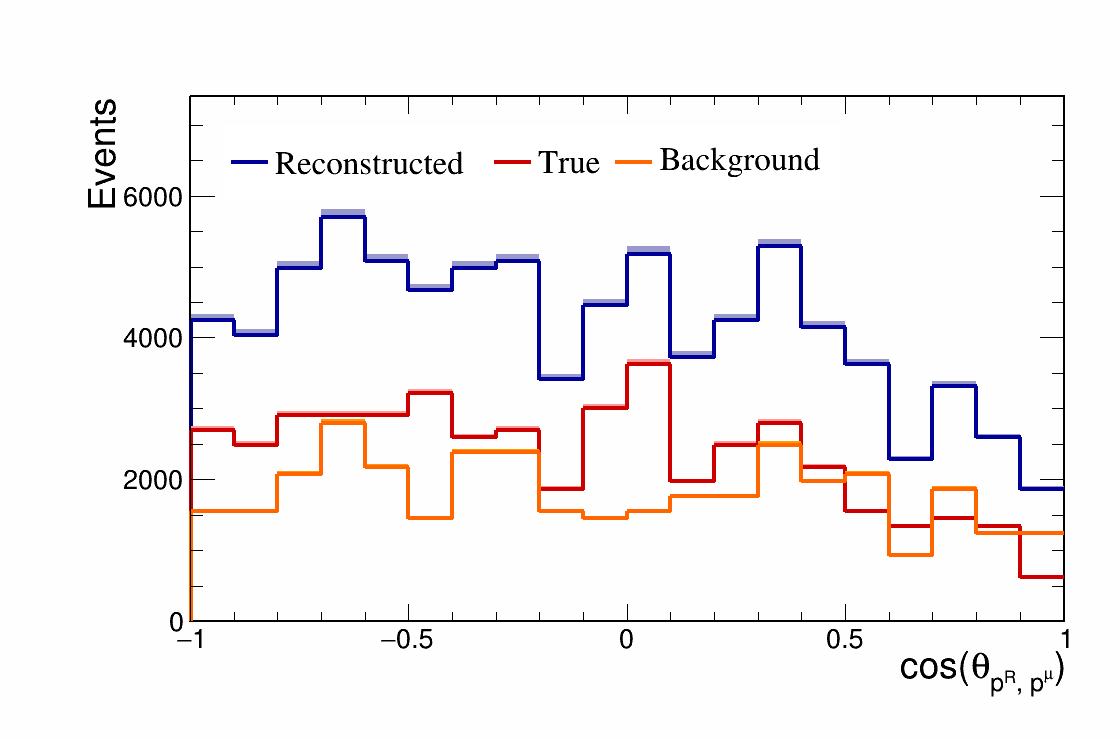 Events
Reconstructed True Background
6000
4000
2000
0
−1 −0.5 0 0.5 1
cos(θ_{p^R, p^μ})